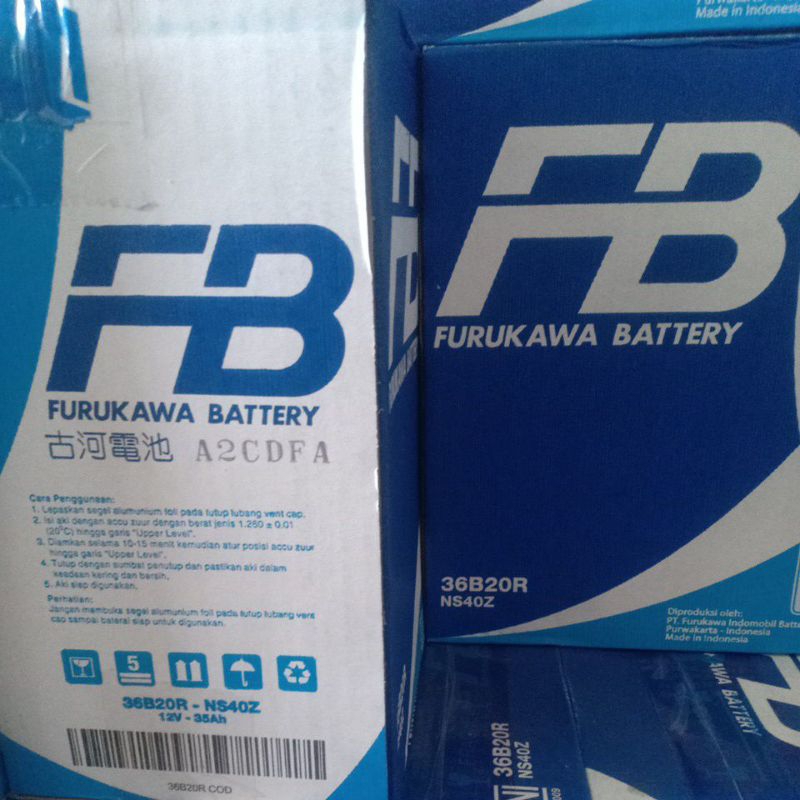 FB
FURUKAWA BATTERY
古河電池 A2CDFA
Cara Penggunaan:
1. Lepaskan segel alumunium foil pada tutup lubang vent cap.
2. Isi aki dengan accu zuur dengan berat jenis 1.260 ± 0.01
(20°C) hingga garis "Upper Level".
3. Diamkan selama 10-15 menit kemudian atur posisi accu zuur
hingga garis "Upper Level".
4. Tutup dengan sumbat penutup dan pastikan aki dalam
keadaan kering dan bersih.
5. Aki siap digunakan.
Perhatian:
Jangan membuka segel alumunium foil pada tutup lubang vent
cap sampai baterai siap untuk digunakan.
5
36B20R - NS40Z
12V - 35Ah
36B20R COD
Made in Indonesia
FB
FURUKAWA BATTERY
36B20R
NS40Z
Diproduksi oleh:
PT. Furukawa Indomobil
Purwakarta - Indonesia
Made in Indonesia
36B20R
NS40Z
BATTERY